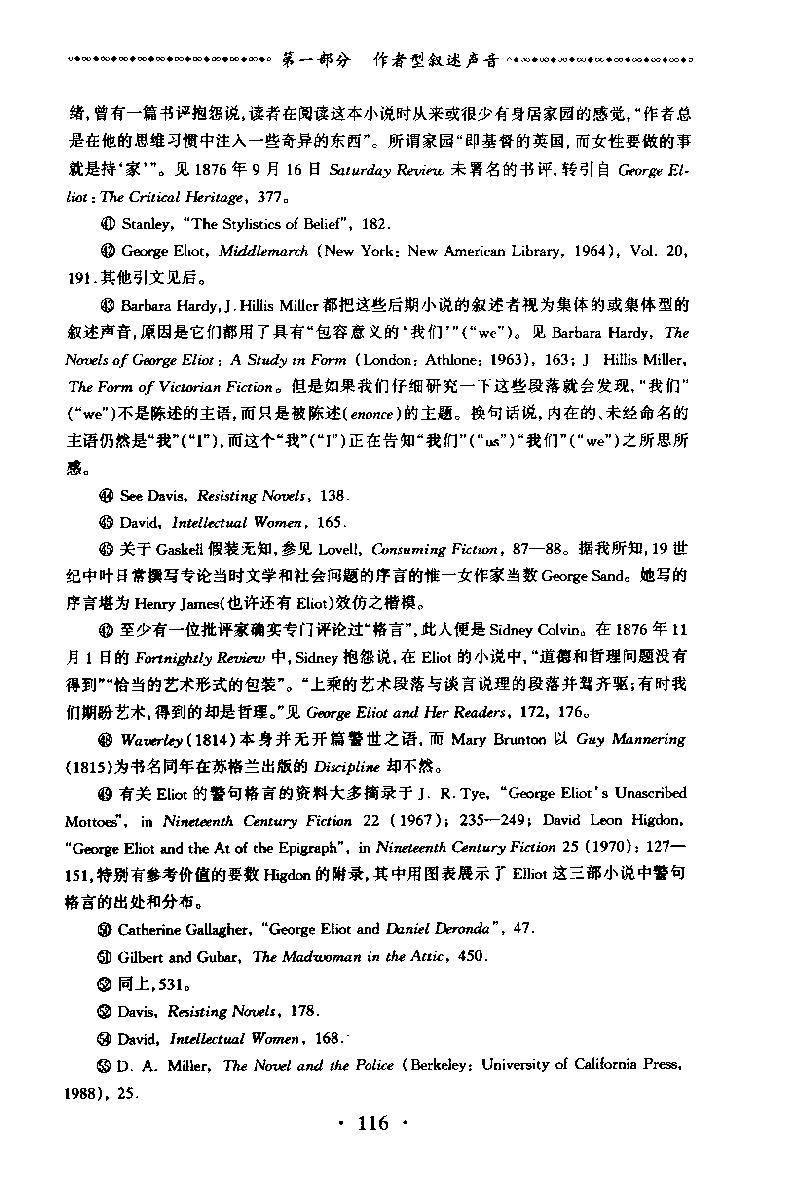 第一部分 作者型叙述声音
绪,曾有一篇书评抱怨说,读者在阅读这本小说时从来或很少有身居家园的感觉,“作者总
是在他的思维习惯中注入一些奇异的东西”。所谓家园“即基督的英国,而女性要做的事
就是持‘家’”。见 1876 年 9 月 16 日 Saturday Review 未署名的书评,转引自 George El-
liot: The Critical Heritage, 377。
㊶ Stanley, “The Stylistics of Belief”, 182.
㊷ George Eliot, Middlemarch (New York: New American Library, 1964), Vol. 20,
191.其他引文见后。
㊸ Barbara Hardy,J.Hillis Miller 都把这些后期小说的叙述者视为集体的或集体型的
叙述声音,原因是它们都用了具有“包容意义的‘我们’”(“we”)。见 Barbara Hardy, The
Novels of George Eliot: A Study in Form (London: Athlone: 1963), 163; J Hillis Miller,
The Form of Victorian Fiction。但是如果我们仔细研究一下这些段落就会发现,“我们”
(“we”)不是陈述的主语,而只是被陈述(enonce)的主题。换句话说,内在的、未经命名的
主语仍然是“我”(“I”),而这个“我”(“I”)正在告知“我们”(“us”)“我们”(“we”)之所思所
感。
㊹ See Davis, Resisting Novels, 138.
㊺ David, Intellectual Women, 165.
㊺ 关于 Gaskell 假装无知,参见 Lovell, Consuming Fiction, 87—88。据我所知,19 世
纪中叶日常撰写专论当时文学和社会问题的序言的惟一女作家当数 George Sand。她写的
序言堪为 Henry James(也许还有 Eliot)效仿之楷模。
㊷ 至少有一位批评家确实专门评论过“格言”,此人便是 Sidney Colvin。在 1876 年 11
月 1 日的 Fortnightly Review 中,Sidney 抱怨说,在 Eliot 的小说中,“道德和哲理问题没有
得到”“恰当的艺术形式的包装”。“上乘的艺术段落与谈言说理的段落并驾齐驱;有时我
们期盼艺术,得到的却是哲理。”见 George Eliot and Her Readers, 172, 176。
㊽ Waverley(1814)本身并无开篇警世之语,而 Mary Brunton 以 Guy Mannering
(1815)为书名同年在苏格兰出版的 Discipline 却不然。
㊾ 有关 Eliot 的警句格言的资料大多摘录于 J. R. Tye, “George Eliot's Unascribed
Mottoes”, in Nineteenth Century Fiction 22 (1967): 235—249; David Leon Higdon,
“George Eliot and the At of the Epigraph”, in Nineteenth Century Fiction 25 (1970): 127—
151,特别有参考价值的要数 Higdon 的附录,其中用图表展示了 Elliot 这三部小说中警句
格言的出处和分布。
㊿ Catherine Gallagher, “George Eliot and Daniel Deronda”, 47.
51 Gilbert and Gubar, The Madwoman in the Attic, 450.
52 同上,531。
52 Davis, Resisting Novels, 178.
54 David, Intellectual Women, 168.
55 D. A. Miller, The Novel and the Police (Berkeley: University of California Press,
1988), 25.
· 116 ·